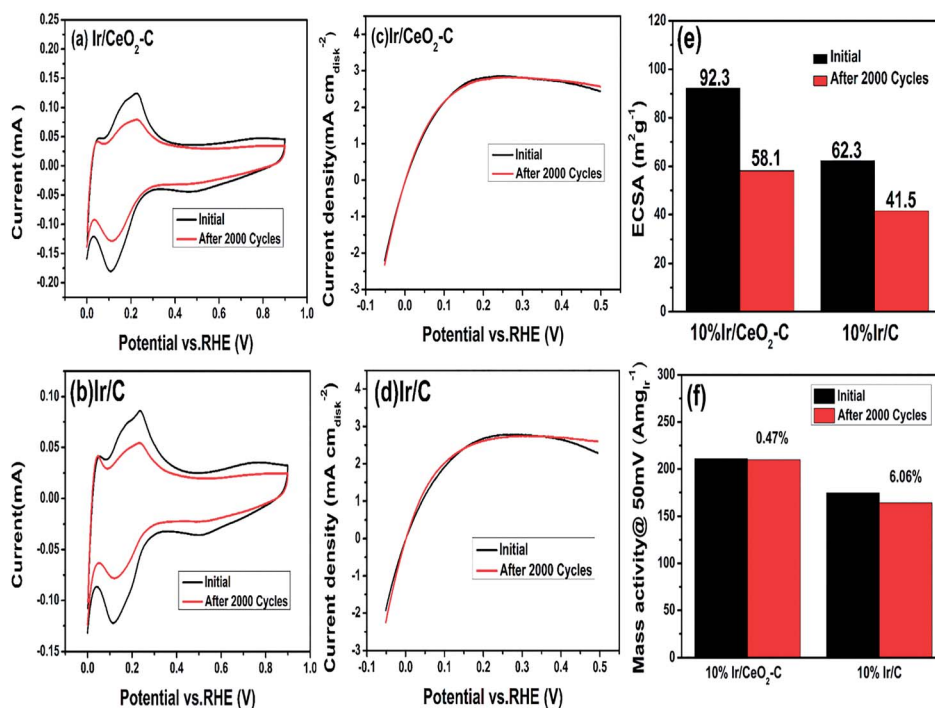 (a) Ir/CeO₂-C
Current (mA)
0.25
0.20
0.15
0.10
0.05
0.00
-0.05
-0.10
-0.15
-0.20
Initial
After 2000 Cycles
0.0 0.2 0.4 0.6 0.8 1.0
Potential vs.RHE (V)
(c)Ir/CeO₂-C
Current density(mA cm_disk⁻²)
4
3
2
1
0
-1
-2
-3
Initial
After 2000 Cycles
0.0 0.1 0.2 0.3 0.4 0.5
Potential vs.RHE (V)
(e)
Initial
After 2000 Cycles
ECSA (m²g⁻¹)
120
100
80
60
40
20
0
92.3
58.1
62.3
41.5
10%Ir/CeO₂-C 10%Ir/C
(b)Ir/C
Current(mA)
0.10
0.05
0.00
-0.05
-0.10
-0.15
Initial
After 2000 Cycles
0.0 0.2 0.4 0.6 0.8 1.0
Potential vs.RHE (V)
(d)Ir/C
Current density (mA cm_disk⁻²)
4
3
2
1
0
1
2
-3
Initial
After 2000 Cycles
0.0 0.1 0.2 0.3 0.4 0.5
Potential vs.RHE (V)
(f)
Initial
After 2000 Cycles
Mass activity@ 50mV (Amg_Ir⁻¹)
300
250
200
150
100
50
0
0.47%
6.06%
10% Ir/CeO₂-C 10% Ir/C